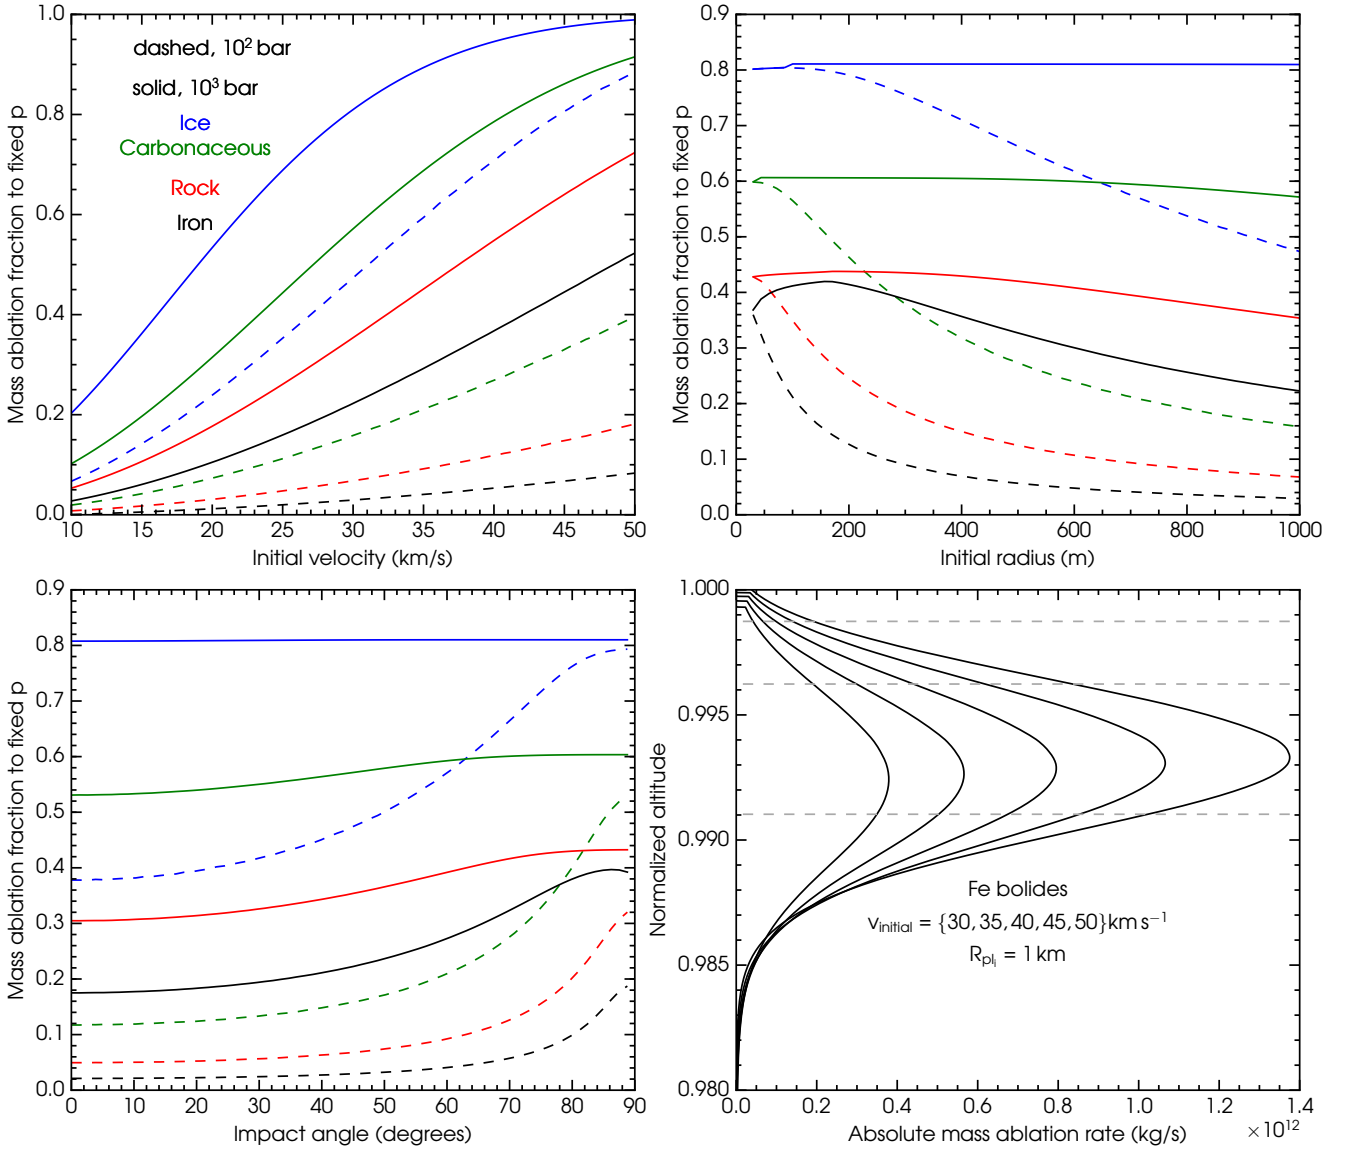 1.0
0.8
0.6
0.4
0.2
0.0
Mass ablation fraction to fixed p
dashed, 10² bar
solid, 10³ bar
Ice
Carbonaceous
Rock
Iron
10 15 20 25 30 35 40 45 50
Initial velocity (km/s)
0.9
0.8
0.7
0.6
0.5
0.4
0.3
0.2
0.1
0.0
Mass ablation fraction to fixed p
0 200 400 600 800 1000
Initial radius (m)
0.9
0.8
0.7
0.6
0.5
0.4
0.3
0.2
0.1
0.0
Mass ablation fraction to fixed p
0 10 20 30 40 50 60 70 80 90
Impact angle (degrees)
1.000
0.995
0.990
0.985
0.980
Normalized altitude
Fe bolides
v_initial = {30, 35, 40, 45, 50} km s⁻¹
R_pl_i = 1 km
0.0 0.2 0.4 0.6 0.8 1.0 1.2 1.4
Absolute mass ablation rate (kg/s) ×10¹²